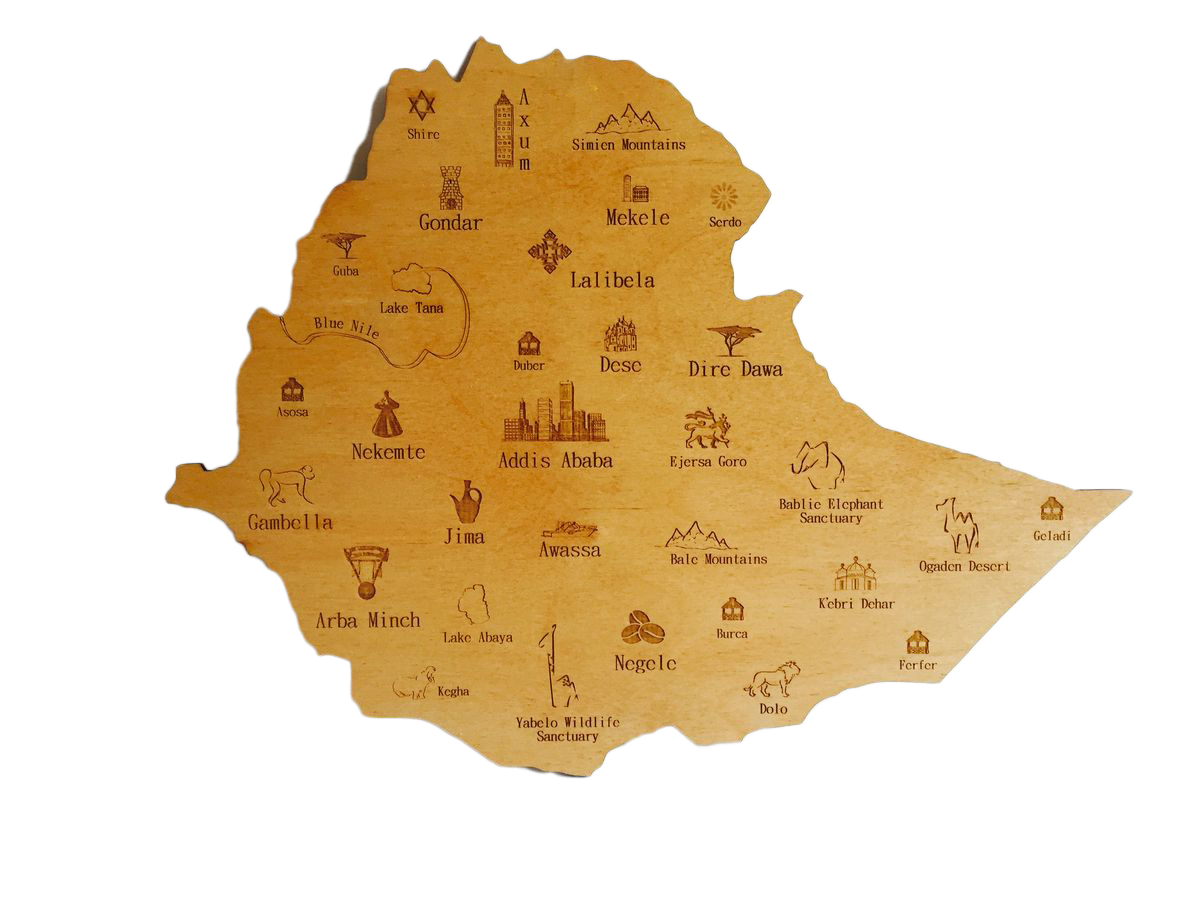 Shire
Axum
Simien Mountains
Gondar
Mekele
Serdo
Guba
Lalibela
Lake Tana
Blue Nile
Duber
Dese
Dire Dawa
Asosa
Nekemte
Addis Ababa
Ejersa Goro
Bablie Elephant
Sanctuary
Gambella
Jima
Awassa
Bale Mountains
Ogaden Desert
Geladi
K'ebri Dehar
Arba Minch
Lake Abaya
Burca
Negele
Ferfer
Kegha
Dolo
Yabelo Wildlife
Sanctuary